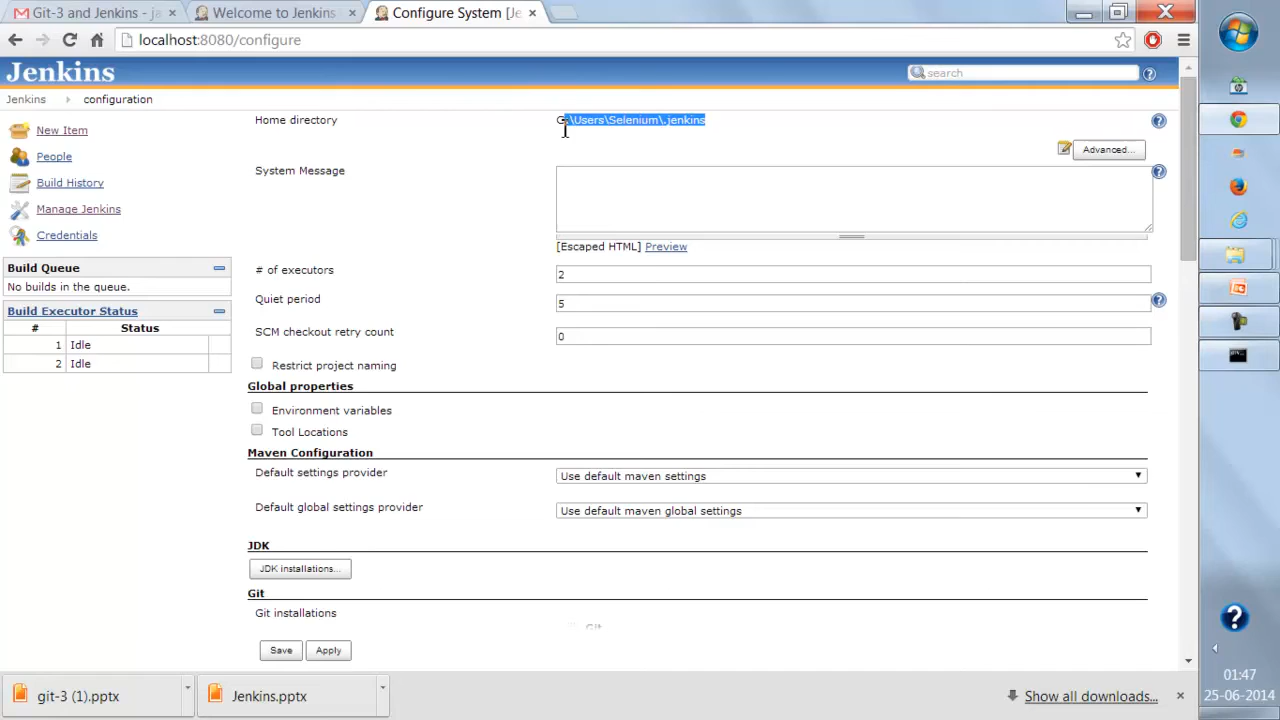 Git-3 and Jenkins - ja
Welcome to Jenkins
Configure System [Je
localhost:8080/configure
Jenkins
search
Jenkins
configuration
New Item
People
Build History
Manage Jenkins
Credentials
Build Queue
No builds in the queue.
Build Executor Status
# Status
1 Idle
2 Idle
Home directory
C:\Users\Selenium\.jenkins
Advanced...
System Message
[Escaped HTML] Preview
# of executors
2
Quiet period
5
SCM checkout retry count
0
Restrict project naming
Global properties
Environment variables
Tool Locations
Maven Configuration
Default settings provider
Use default maven settings
Default global settings provider
Use default maven global settings
JDK
JDK installations...
Git
Git installations
Git
Save
Apply
git-3 (1).pptx
Jenkins.pptx
Show all downloads...
01:47
25-06-2014